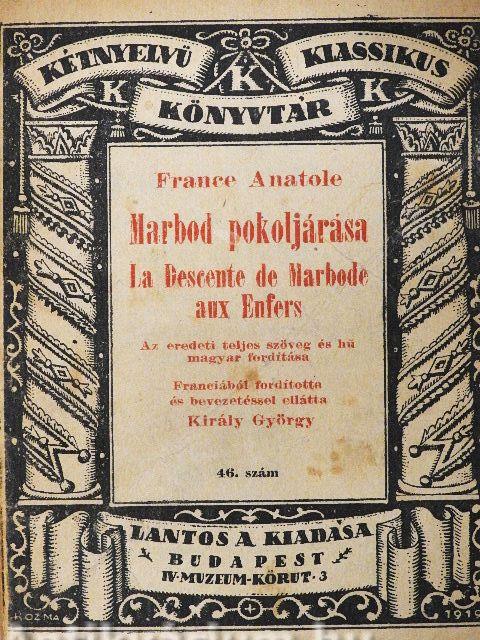 KÉTNYELVÜ KLASSIKUS
K K K
KÖNYVTÁR
France Anatole
Marbod pokoljárása
La Descente de Marbode
aux Enfers
Az eredeti teljes szöveg és hű
magyar fordítása
Franciából fordította
és bevezetéssel ellátta
Király György
46. szám
LANTOS A KIADÁSA
BUDAPEST
IV·MUZEUM-KÖRUT·3
KOZMA 1919